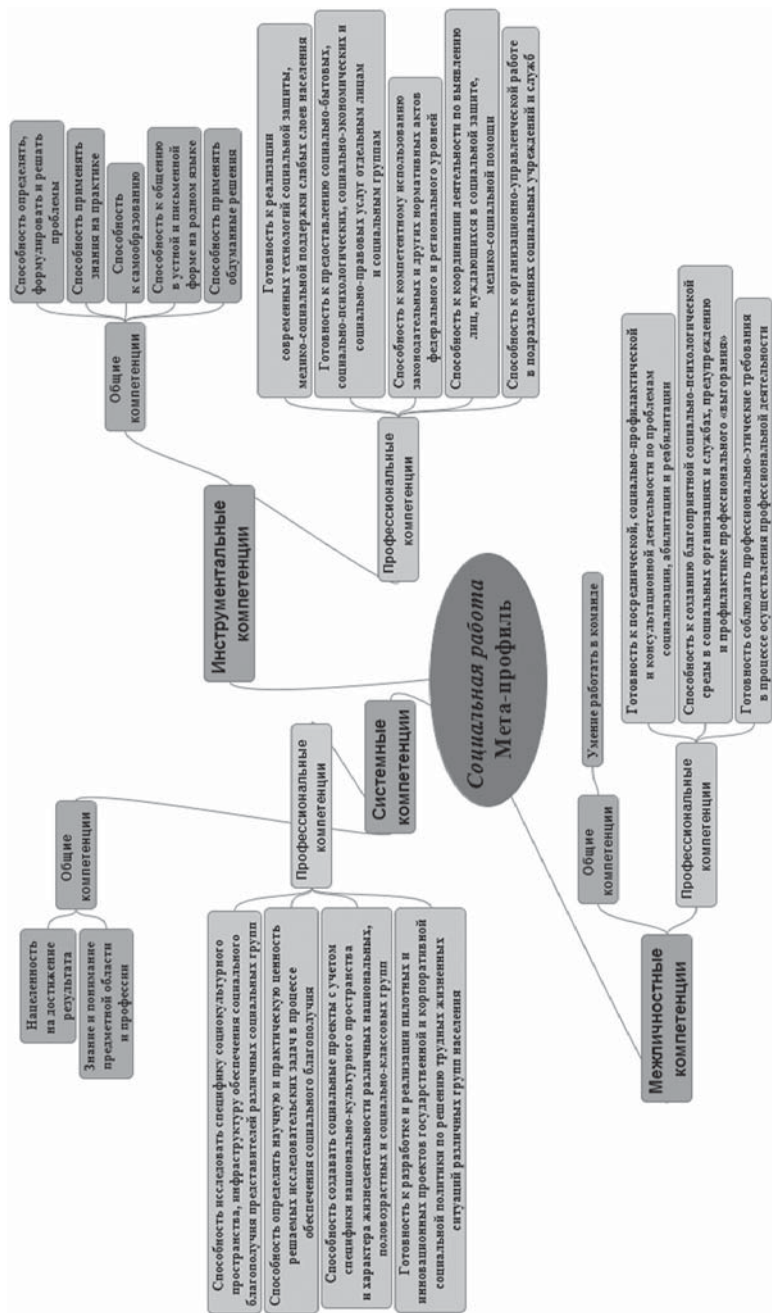 Социальная работа
Мета-профиль
Инструментальные
компетенции
Общие
компетенции
Способность определять,
формулировать и решать
проблемы
Способность применять
знания на практике
Способность
к самообразованию
Способность к общению
в устной и письменной
форме на родном языке
Способность применять
обдуманные решения
Профессиональные
компетенции
Готовность к реализации
современных технологий социальной защиты,
медико-социальной поддержки слабых слоев населения
Готовность к предоставлению социально-бытовых,
социально-психологических, социально-экономических и
социально-правовых услуг отдельным лицам
и социальным группам
Способность к компетентному использованию
законодательных и других нормативных актов
федерального и регионального уровней
Способность к координации деятельности по выявлению
лиц, нуждающихся в социальной защите,
медико-социальной помощи
Способность к организационно-управленческой работе
в подразделениях социальных учреждений и служб
Системные
компетенции
Общие
компетенции
Нацеленность
на достижение
результата
Знание и понимание
предметной области
и профессии
Профессиональные
компетенции
Способность исследовать специфику социокультурного
пространства, инфраструктуру обеспечения социального
благополучия представителей различных социальных групп
Способность определять научную и практическую ценность
решаемых исследовательских задач в процессе
обеспечения социального благополучия
Способность создавать социальные проекты с учетом
специфики национально-культурного пространства
и характера жизнедеятельности различных национальных,
половозрастных и социально-классовых групп
Готовность к разработке и реализации пилотных и
инновационных проектов государственной и корпоративной
социальной политики по решению трудных жизненных
ситуаций различных групп населения
Межличностные
компетенции
Общие
компетенции
Умение работать в команде
Профессиональные
компетенции
Готовность к посреднической, социально-профилактической
и консультационной деятельности по проблемам
социализации, абилитации и реабилитации
Способность к созданию благоприятной социально-психологической
среды в социальных организациях и службах, предупреждению
и профилактике профессионального «выгорания»
Готовность соблюдать профессионально-этические требования
в процессе осуществления профессиональной деятельности